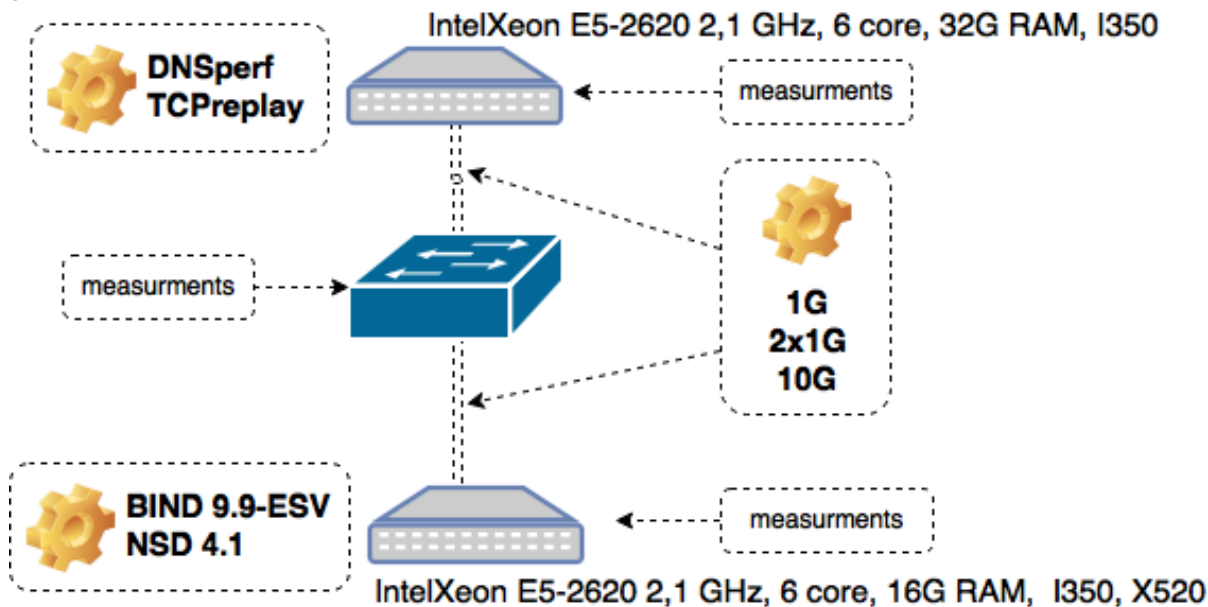 IntelXeon E5-2620 2,1 GHz, 6 core, 32G RAM, I350
DNSperf
TCPreplay
measurments
measurments
1G
2x1G
10G
BIND 9.9-ESV
NSD 4.1
measurments
IntelXeon E5-2620 2,1 GHz, 6 core, 16G RAM, I350, X520